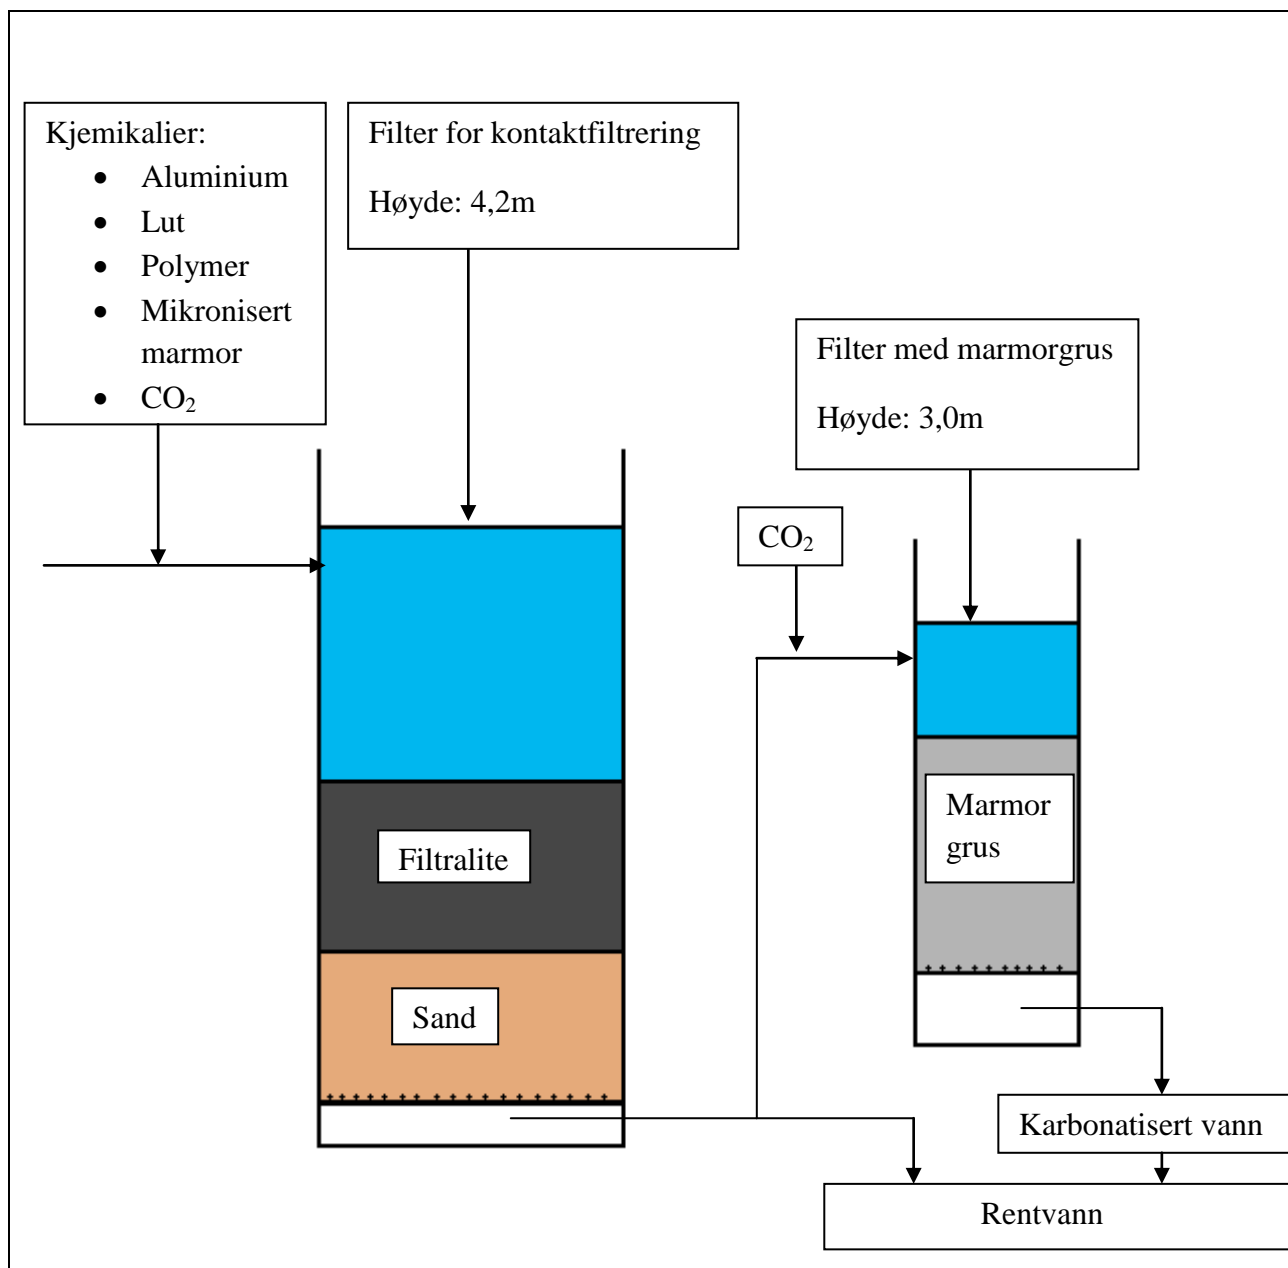 Kjemikalier:
• Aluminium
• Lut
• Polymer
• Mikronisert
marmor
• CO₂
Filter for kontaktfiltrering
Høyde: 4,2m
Filter med marmorgrus
Høyde: 3,0m
CO₂
Marmor
grus
Filtralite
Sand
Karbonatisert vann
Rentvann